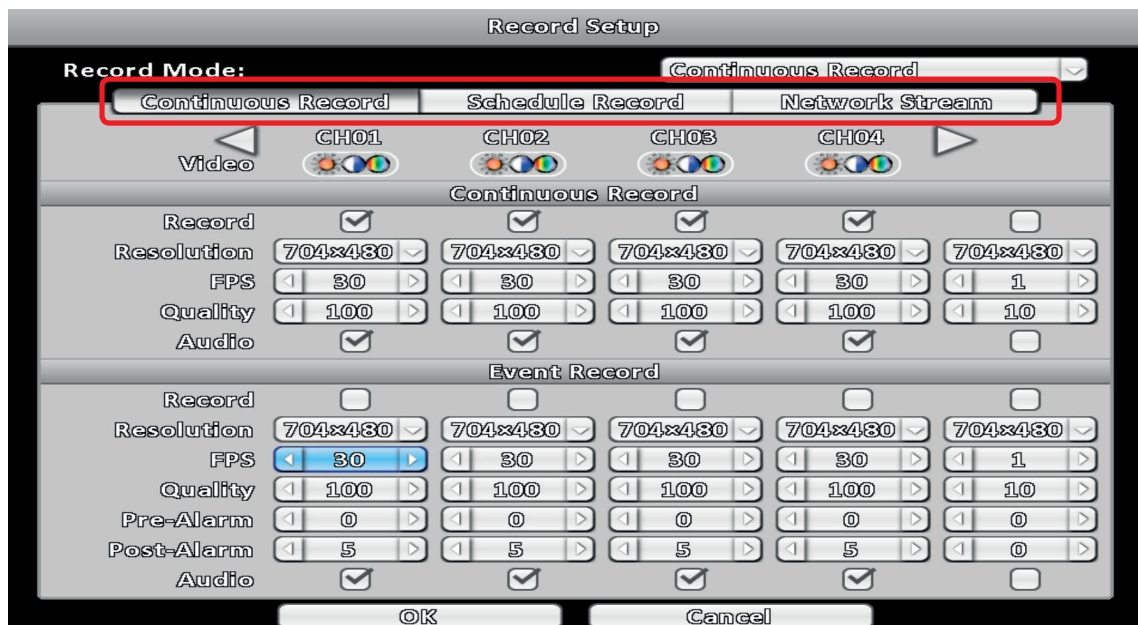 Record Setup
Record Mode: Continuous Record
Continuous Record Schedule Record Network Stream
CH01 CH02 CH03 CH04
Video
Continuous Record
Record
Resolution 704x480 704x480 704x480 704x480 704x480
FPS 30 30 30 30 1
Quality 100 100 100 100 10
Audio
Event Record
Record
Resolution 704x480 704x480 704x480 704x480 704x480
FPS 30 30 30 30 1
Quality 100 100 100 100 10
Pre-Alarm 0 0 0 0 0
Post-Alarm 5 5 5 5 0
Audio
OK Cancel